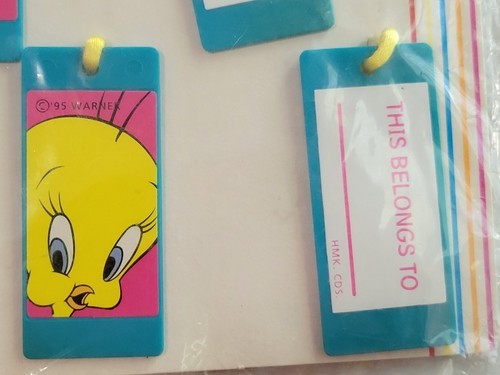 ©'95 WARNER
THIS BELONGS TO
HMK. CDS.